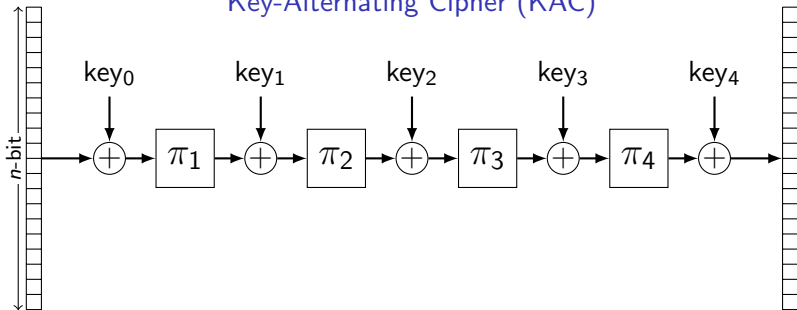 Key-Alternating Cipher (KAC)
key₀ key₁ key₂ key₃ key₄
n-bit
+ π₁ + π₂ + π₃ + π₄ +